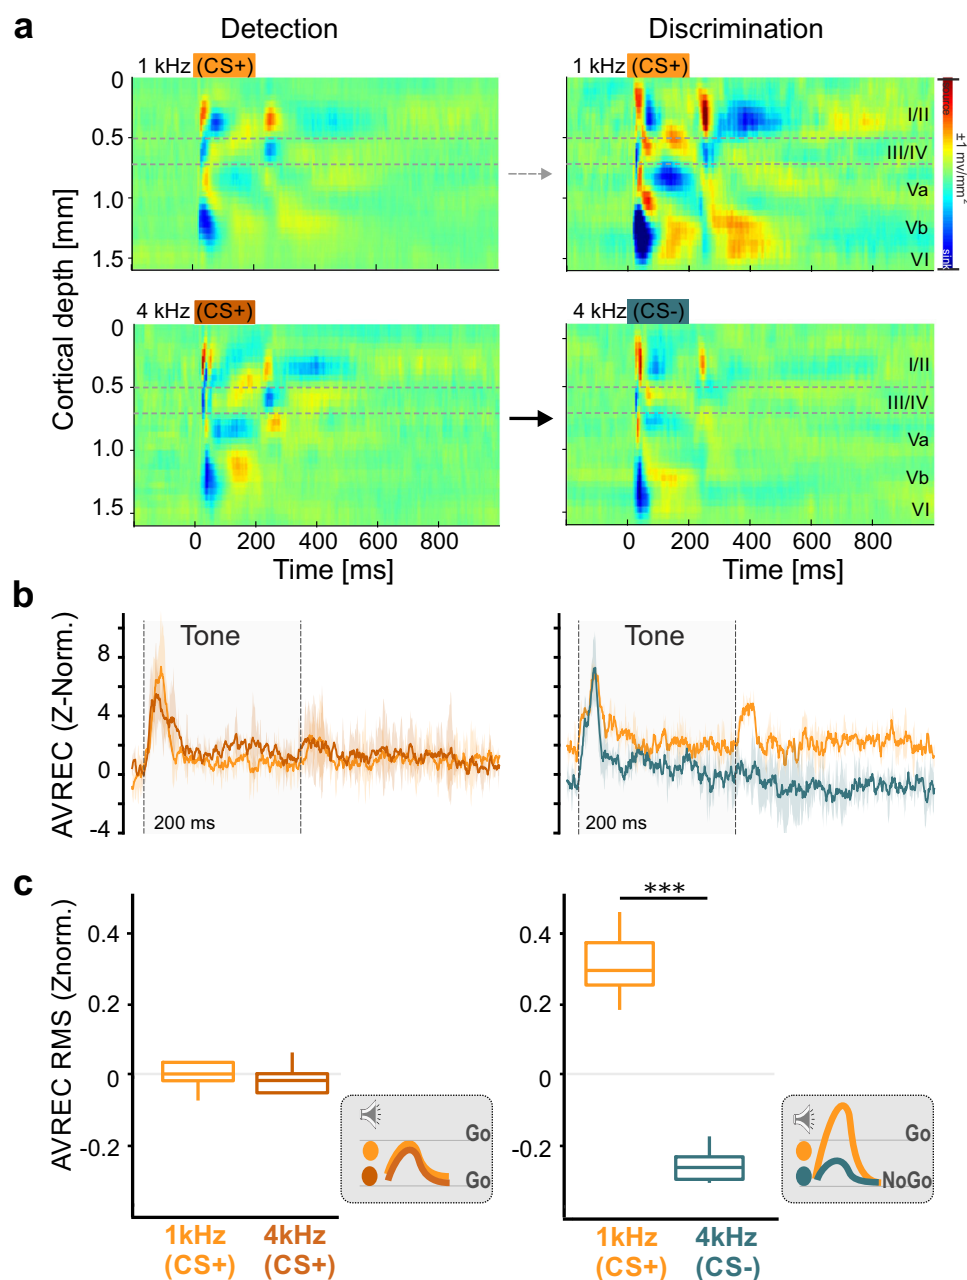 a
Detection
Discrimination
1 kHz (CS+)
1 kHz (CS+)
0
0.5
1.0
1.5
Cortical depth [mm]
I/II
III/IV
Va
Vb
VI
source
±1 mv/mm²
sink
4 kHz (CS+)
4 kHz (CS-)
0
0.5
1.0
1.5
I/II
III/IV
Va
Vb
VI
0 200 400 600 800
0 200 400 600 800
Time [ms]
Time [ms]
b
AVREC (Z-Norm.)
8
4
0
-4
Tone
200 ms
8
4
0
-4
Tone
200 ms
c
AVREC RMS (Znorm.)
0.4
0.2
0
-0.2
Go
Go
1kHz
(CS+)
4kHz
(CS+)
***
0.4
0.2
0
-0.2
Go
NoGo
1kHz
(CS+)
4kHz
(CS-)